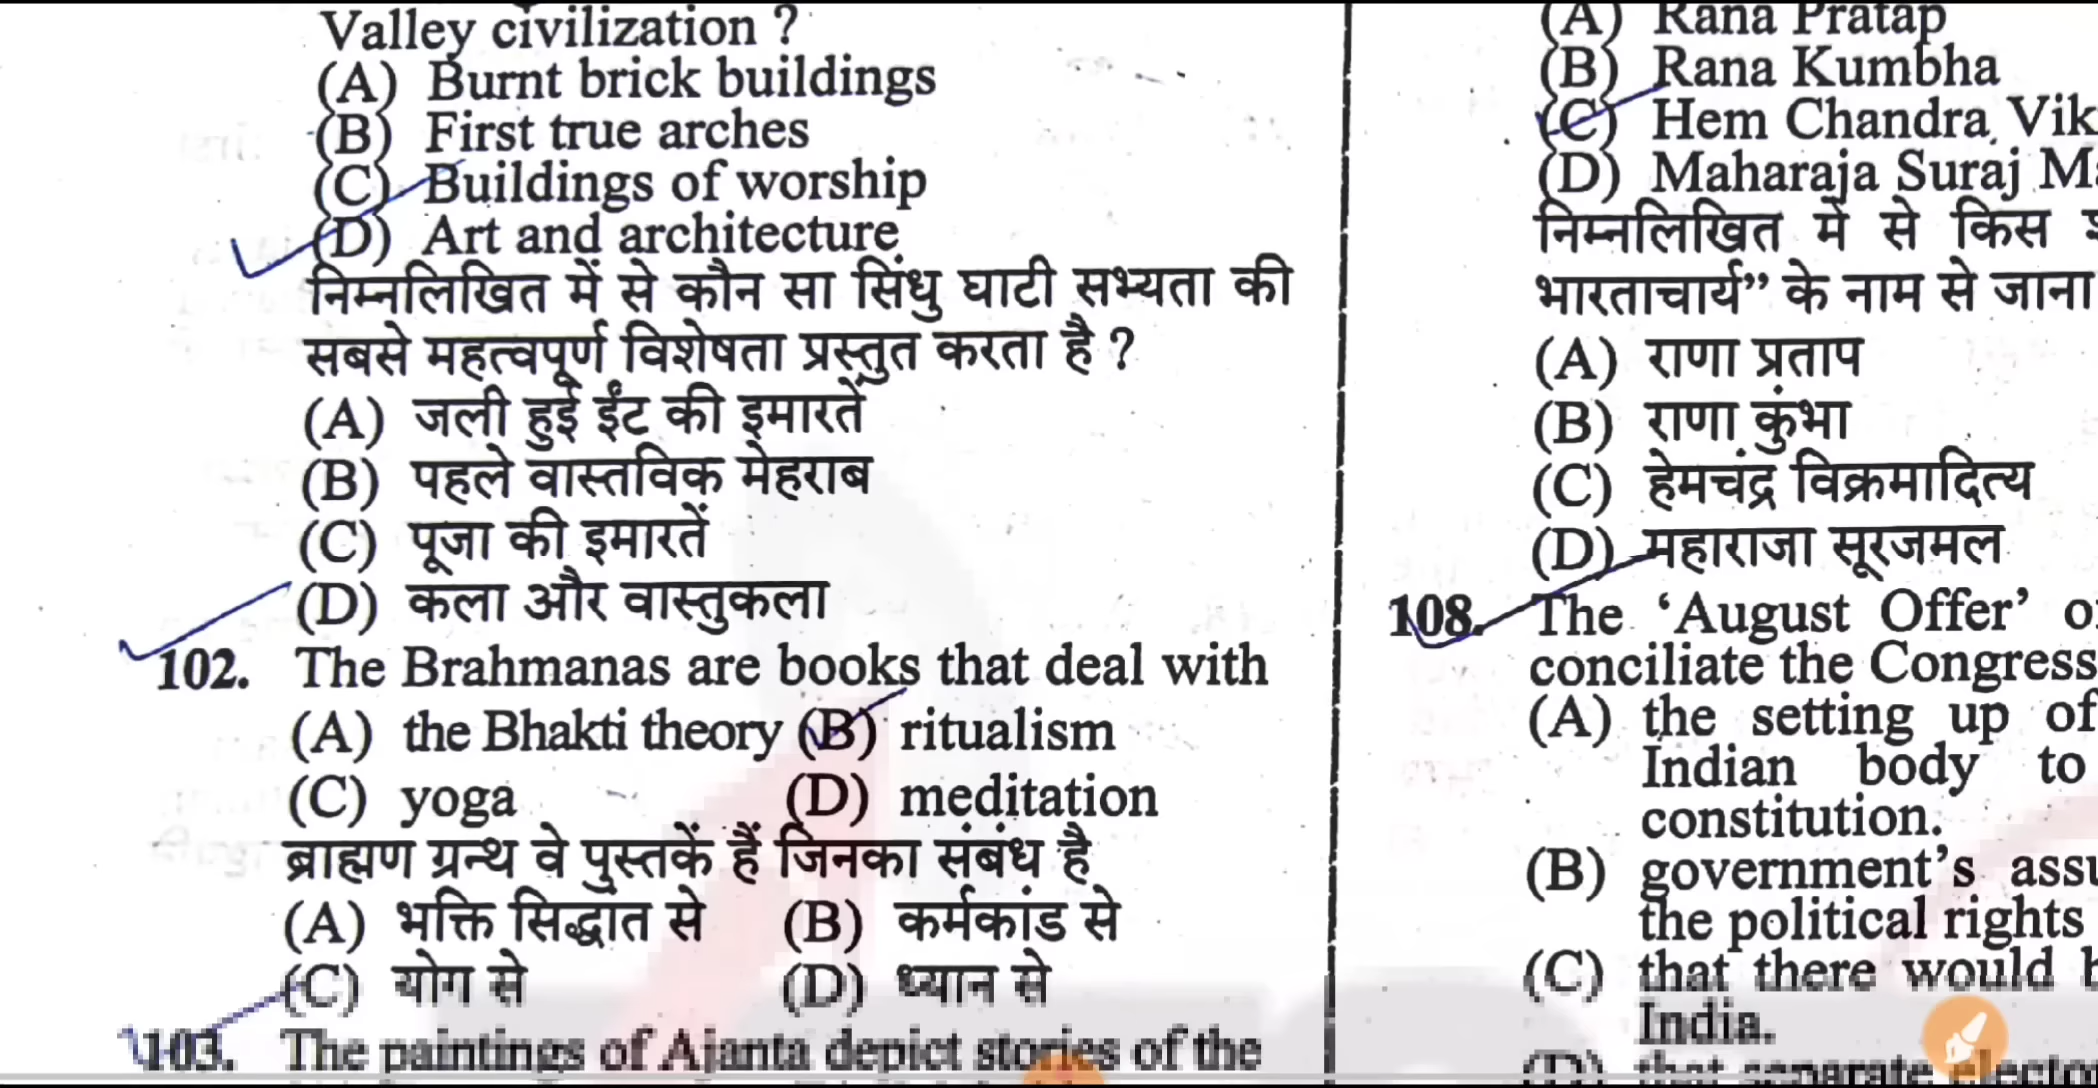 Valley civilization ?
(A) Burnt brick buildings
(B) First true arches
(C) Buildings of worship
(D) Art and architecture
निम्नलिखित में से कौन सा सिंधु घाटी सभ्यता की
सबसे महत्वपूर्ण विशेषता प्रस्तुत करता है ?
(A) जली हुई ईंट की इमारतें
(B) पहले वास्तविक मेहराब
(C) पूजा की इमारतें
(D) कला और वास्तुकला
102. The Brahmanas are books that deal with
(A) the Bhakti theory (B) ritualism
(C) yoga (D) meditation
ब्राह्मण ग्रन्थ वे पुस्तकें हैं जिनका संबंध है
(A) भक्ति सिद्धांत से (B) कर्मकांड से
(C) योग से (D) ध्यान से
103. The paintings of Ajanta depict stories of the
(A) Rana Pratap
(B) Rana Kumbha
(C) Hem Chandra Vik
(D) Maharaja Suraj
निम्नलिखित में से किस
भारताचार्य” के नाम से जाना
(A) राणा प्रताप
(B) राणा कुंभा
(C) हेमचंद्र विक्रमादित्य
(D) महाराजा सूरजमल
108. The ‘August Offer’
conciliate the Congress
(A) the setting up of
Indian body to
constitution.
(B) government’s
the political rights
(C) that there would
India.
(D) that separate